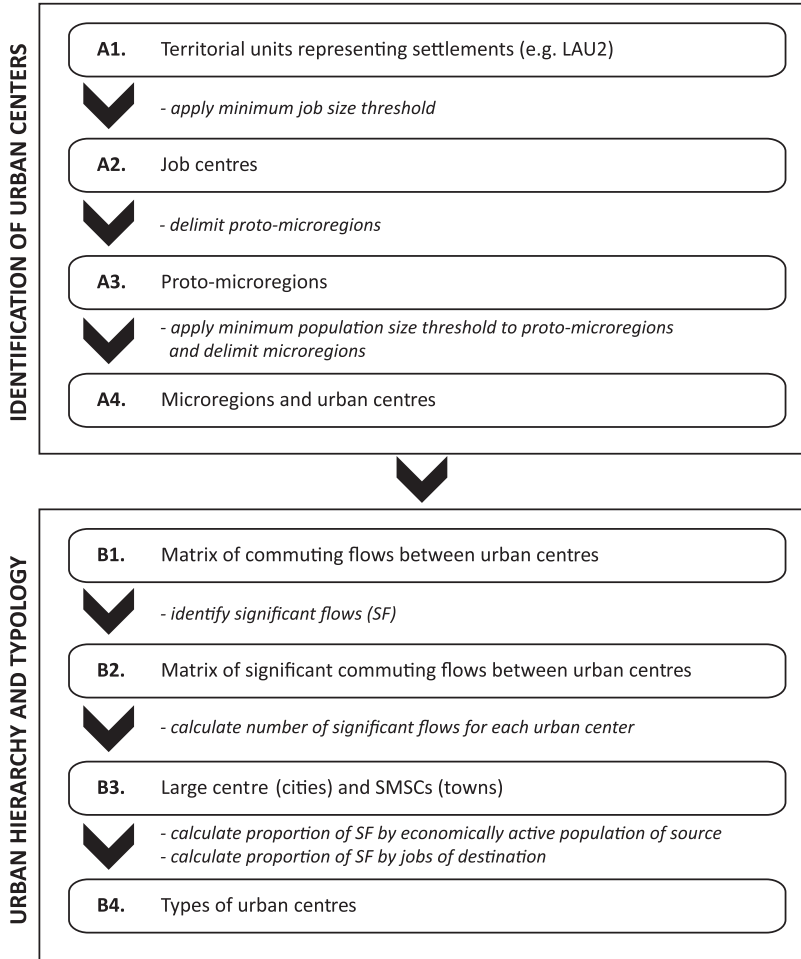 IDENTIFICATION OF URBAN CENTERS
A1. Territorial units representing settlements (e.g. LAU2)
- apply minimum job size threshold
A2. Job centres
- delimit proto-microregions
A3. Proto-microregions
- apply minimum population size threshold to proto-microregions
and delimit microregions
A4. Microregions and urban centres
URBAN HIERARCHY AND TYPOLOGY
B1. Matrix of commuting flows between urban centres
- identify significant flows (SF)
B2. Matrix of significant commuting flows between urban centres
- calculate number of significant flows for each urban center
B3. Large centre (cities) and SMSCs (towns)
- calculate proportion of SF by economically active population of source
- calculate proportion of SF by jobs of destination
B4. Types of urban centres